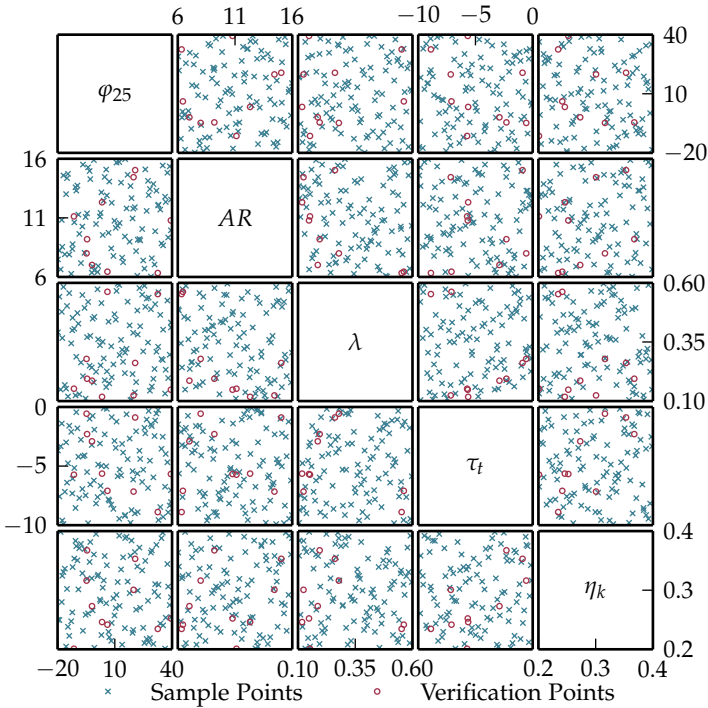 6 11 16 −10 −5 0
φ25 40
10
−20
16 AR
11
6
λ 0.60
0.35
0.10
0 τt
−5
−10
ηk 0.4
0.3
0.2
−20 10 40 0.10 0.35 0.60 0.2 0.3 0.4
Sample Points Verification Points